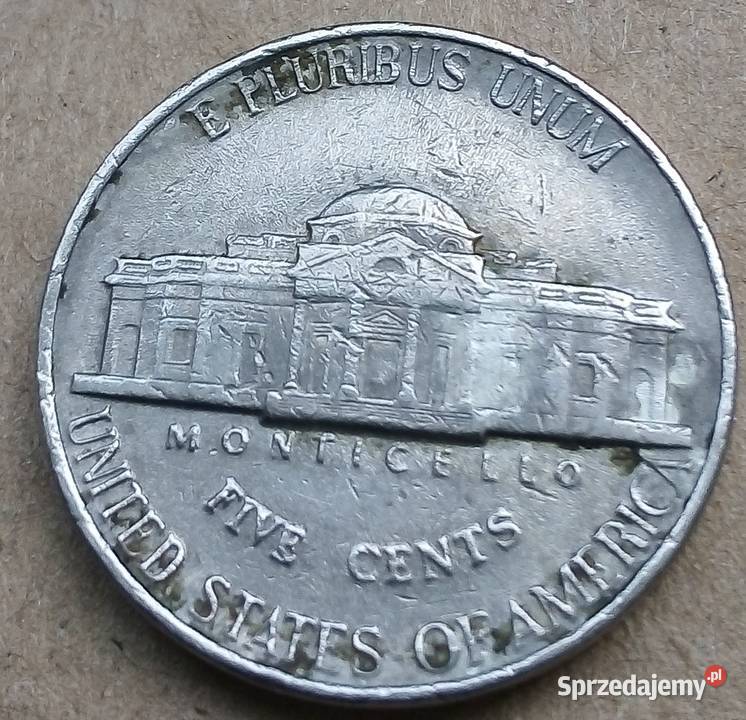 E PLURIBUS UNUM
MONTICELLO
FIVE CENTS
UNITED STATES OF AMERICA
Sprzedajemy.pl